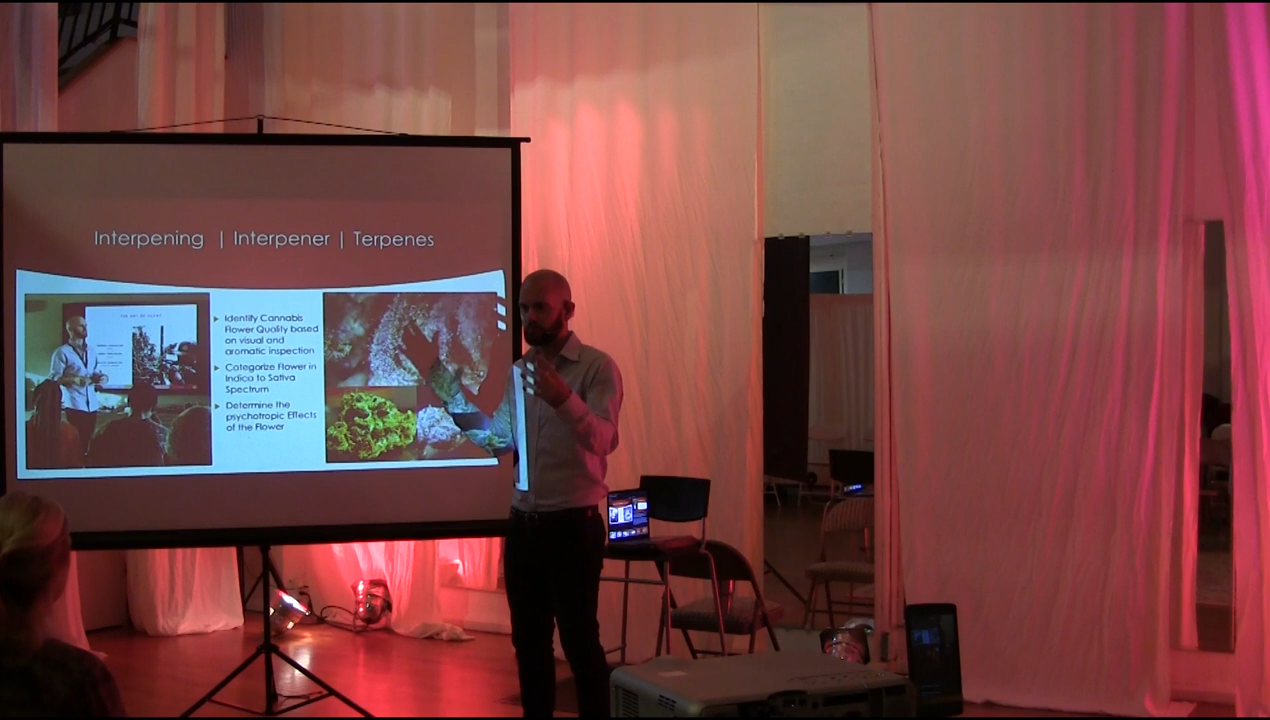 Interpening | Interpener | Terpenes
Identify Cannabis
Flower Quality based
on visual and
aromatic inspection
Categorize Flower in
Indica to Sativa
Spectrum
Determine the
psychotropic Effects
of the Flower